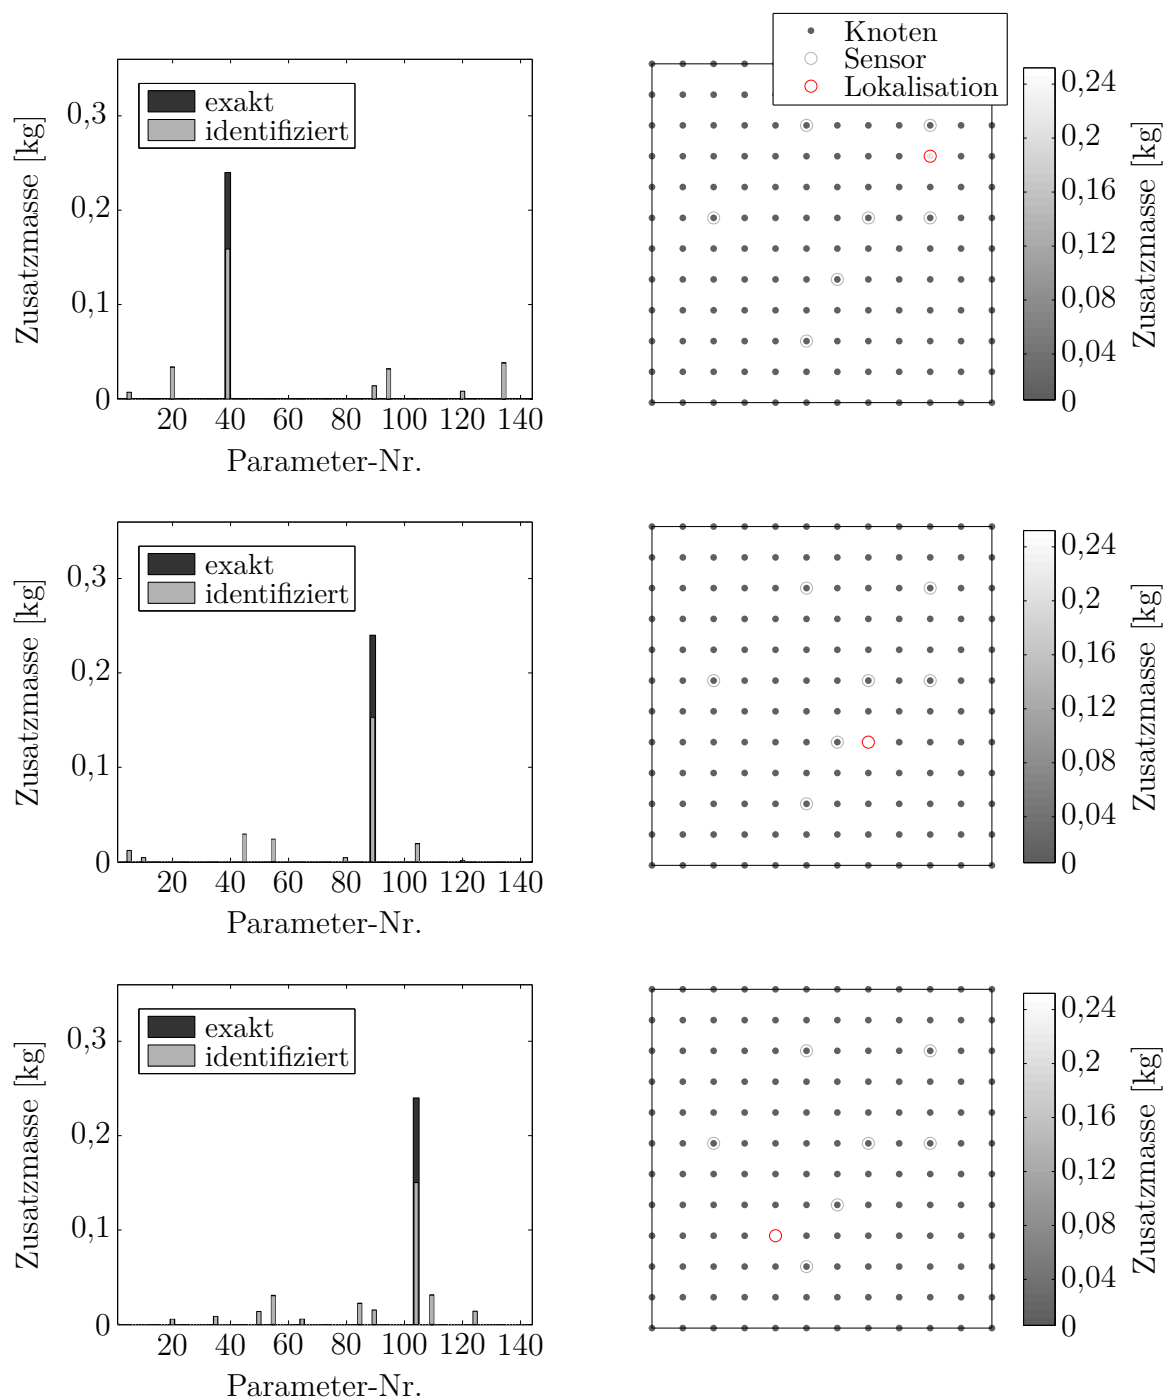 Knoten
Sensor
Lokalisation
exakt
identifiziert
0,3
0,2
0,1
0
Zusatzmasse [kg]
20 40 60 80 100 120 140
Parameter-Nr.
0,24
0,2
0,16
0,12
0,08
0,04
0
Zusatzmasse [kg]
exakt
identifiziert
0,3
0,2
0,1
0
Zusatzmasse [kg]
20 40 60 80 100 120 140
Parameter-Nr.
0,24
0,2
0,16
0,12
0,08
0,04
0
Zusatzmasse [kg]
exakt
identifiziert
0,3
0,2
0,1
0
Zusatzmasse [kg]
20 40 60 80 100 120 140
Parameter-Nr.
0,24
0,2
0,16
0,12
0,08
0,04
0
Zusatzmasse [kg]